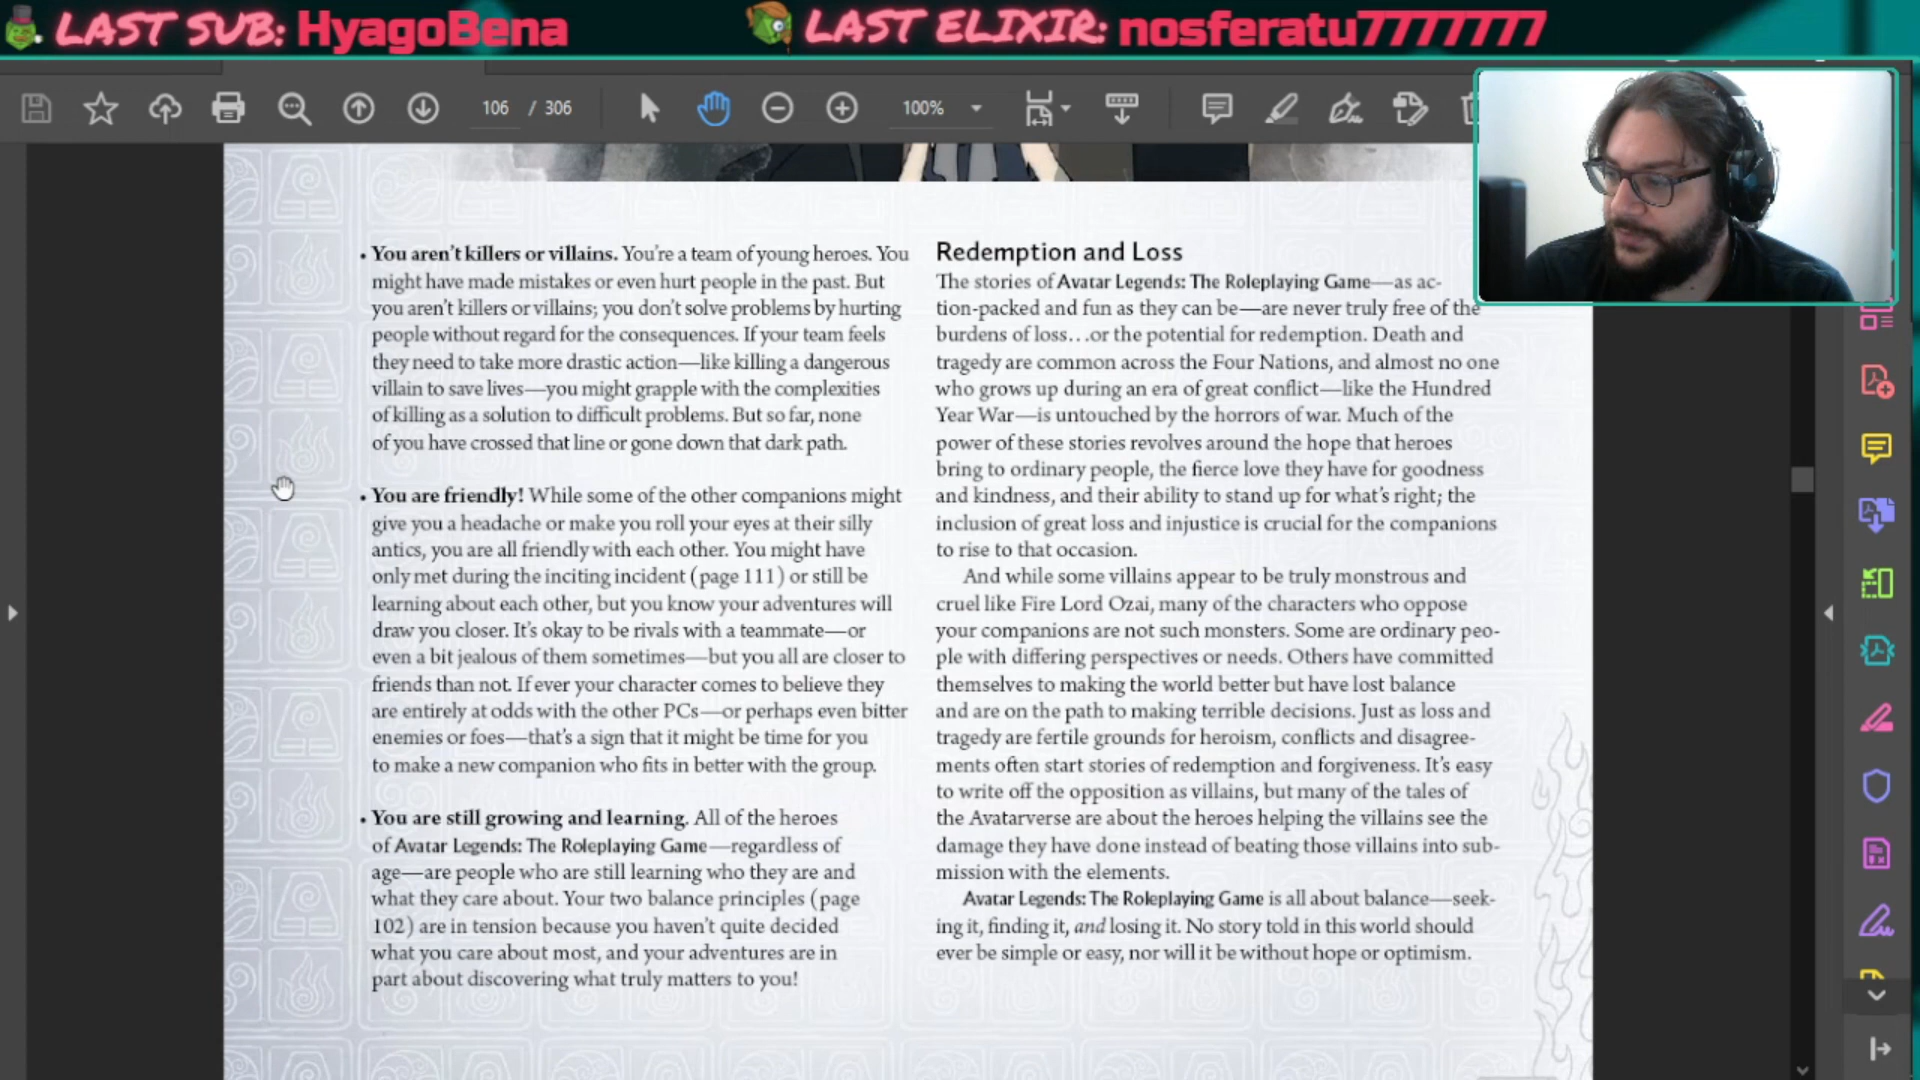 LAST SUB: HyagoBena
LAST ELIXIR: nosferatu7777777
106 / 306
100%
• You aren't killers or villains. You're a team of young heroes. You
might have made mistakes or even hurt people in the past. But
you aren't killers or villains; you don't solve problems by hurting
people without regard for the consequences. If your team feels
they need to take more drastic action—like killing a dangerous
villain to save lives—you might grapple with the complexities
of killing as a solution to difficult problems. But so far, none
of you have crossed that line or gone down that dark path.
• You are friendly! While some of the other companions might
give you a headache or make you roll your eyes at their silly
antics, you are all friendly with each other. You might have
only met during the inciting incident (page 111) or still be
learning about each other, but you know your adventures will
draw you closer. It's okay to be rivals with a teammate—or
even a bit jealous of them sometimes—but you all are closer to
friends than not. If ever your character comes to believe they
are entirely at odds with the other PCs—or perhaps even bitter
enemies or foes—that's a sign that it might be time for you
to make a new companion who fits in better with the group.
• You are still growing and learning. All of the heroes
of Avatar Legends: The Roleplaying Game—regardless of
age—are people who are still learning who they are and
what they care about. Your two balance principles (page
102) are in tension because you haven't quite decided
what you care about most, and your adventures are in
part about discovering what truly matters to you!
Redemption and Loss
The stories of Avatar Legends: The Roleplaying Game—as ac-
tion-packed and fun as they can be—are never truly free of the
burdens of loss…or the potential for redemption. Death and
tragedy are common across the Four Nations, and almost no one
who grows up during an era of great conflict—like the Hundred
Year War—is untouched by the horrors of war. Much of the
power of these stories revolves around the hope that heroes
bring to ordinary people, the fierce love they have for goodness
and kindness, and their ability to stand up for what's right; the
inclusion of great loss and injustice is crucial for the companions
to rise to that occasion.
And while some villains appear to be truly monstrous and
cruel like Fire Lord Ozai, many of the characters who oppose
your companions are not such monsters. Some are ordinary peo-
ple with differing perspectives or needs. Others have committed
themselves to making the world better but have lost balance
and are on the path to making terrible decisions. Just as loss and
tragedy are fertile grounds for heroism, conflicts and disagree-
ments often start stories of redemption and forgiveness. It's easy
to write off the opposition as villains, but many of the tales of
the Avatarverse are about the heroes helping the villains see the
damage they have done instead of beating those villains into sub-
mission with the elements.
Avatar Legends: The Roleplaying Game is all about balance—seek-
ing it, finding it, and losing it. No story told in this world should
ever be simple or easy, nor will it be without hope or optimism.